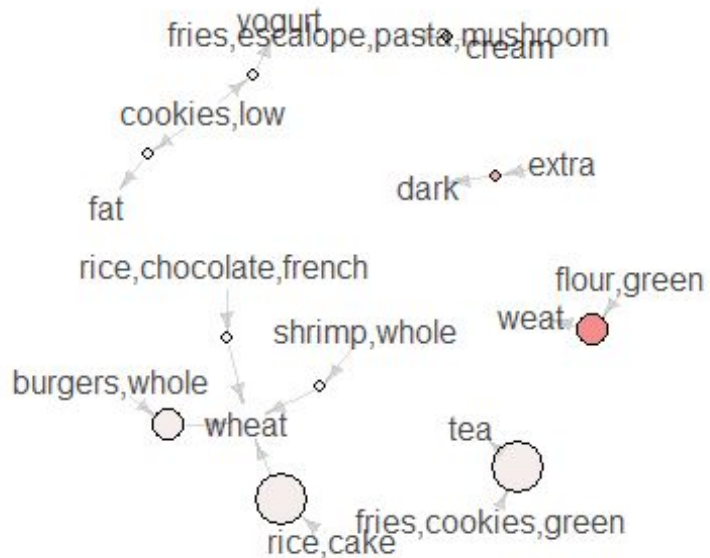 yogurt
fries,escalope,pasta,mushroom
cream
cookies,low
extra
dark
fat
rice,chocolate,french
flour,green
weat
shrimp,whole
burgers,whole
wheat
tea
fries,cookies,green
rice,cake